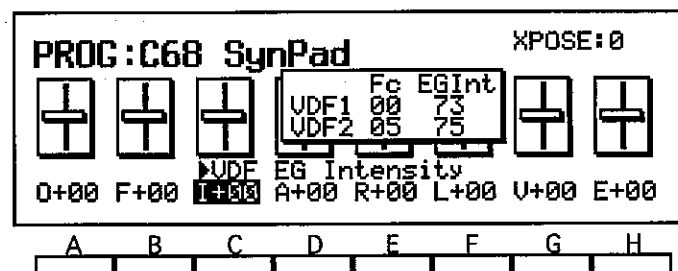 PROG:C68 SynPad XPOSE:0
Fc EGInt
VDF1 00 73
VDF2 05 75
▶VDF EG Intensity
O+00 F+00 I+00 A+00 R+00 L+00 V+00 E+00
A B C D E F G H